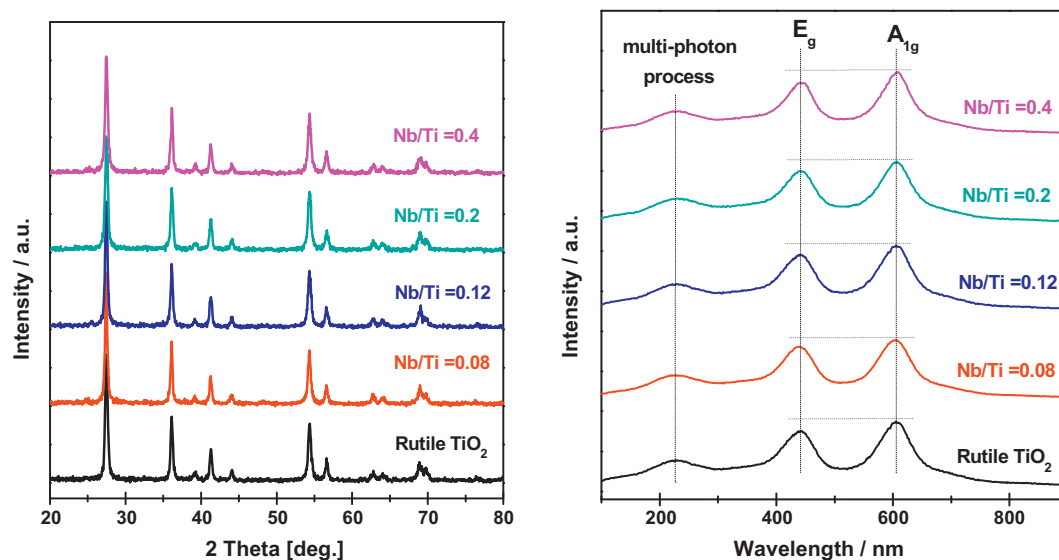 Intensity / a.u.
Nb/Ti =0.4
Nb/Ti =0.2
Nb/Ti =0.12
Nb/Ti =0.08
Rutile TiO2
20 30 40 50 60 70 80
2 Theta [deg.]
Intensity / a.u.
multi-photon
process
Eg
A1g
Nb/Ti =0.4
Nb/Ti =0.2
Nb/Ti =0.12
Nb/Ti =0.08
Rutile TiO2
200 400 600 800
Wavelength / nm